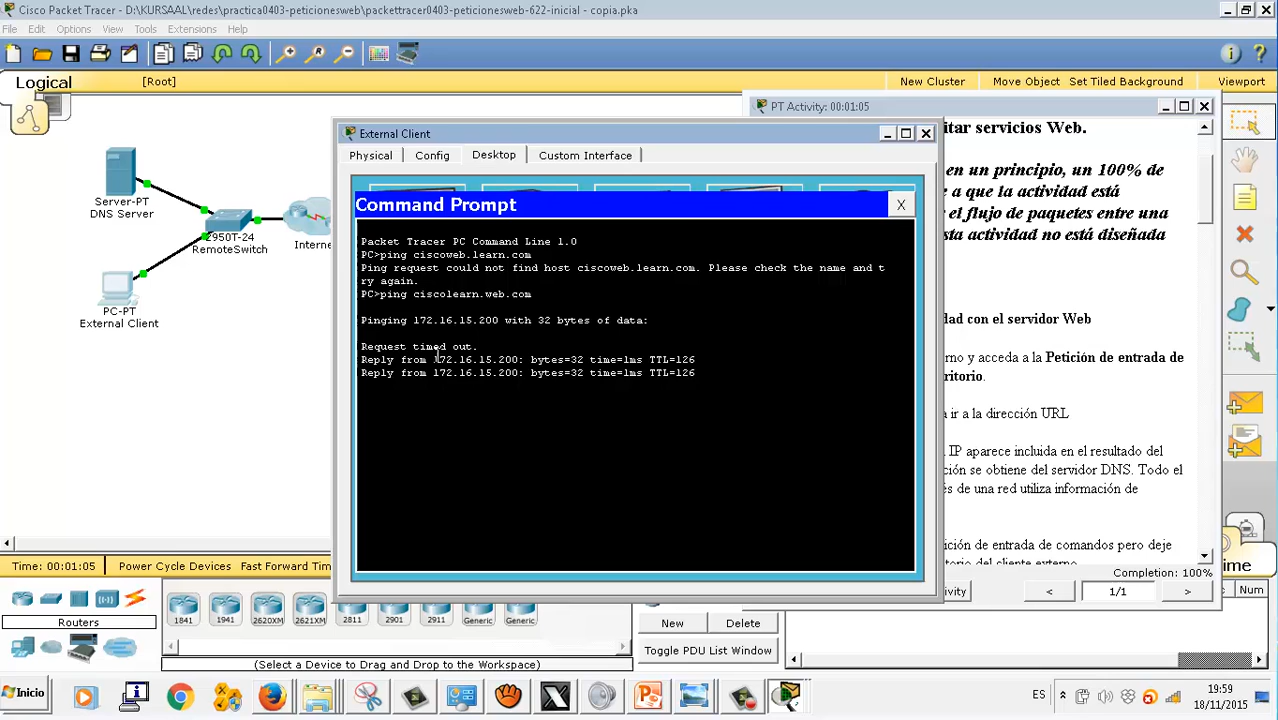 Cisco Packet Tracer - D:\KURSAAL\redes\practica0403-peticionesweb\packettracer0403-peticionesweb-622-inicial - copia.pka
File Edit Options View Tools Extensions Help
Logical [Root] New Cluster Move Object Set Tiled Background Viewport
PT Activity: 00:01:05
External Client
Physical Config Desktop Custom Interface
Command Prompt X
Packet Tracer PC Command Line 1.0
PC>ping ciscoweb.learn.com
Ping request could not find host ciscoweb.learn.com. Please check the name and t
ry again.
PC>ping ciscolearn.web.com
Pinging 172.16.15.200 with 32 bytes of data:
Request timed out.
Reply from 172.16.15.200: bytes=32 time=1ms TTL=126
Reply from 172.16.15.200: bytes=32 time=1ms TTL=126
Server-PT
DNS Server
2950T-24
RemoteSwitch
Intern
PC-PT
External Client
itar servicios Web.
en un principio, un 100% de
e a que la actividad está
r el flujo de paquetes entre una
sta actividad no está diseñada
idad con el servidor Web
erno y acceda a la Petición de entrada de
ritorio.
a ir a la dirección URL
IP aparece incluida en el resultado del
ción se obtiene del servidor DNS. Todo el
és de una red utiliza información de
ición de entrada de comandos pero deje
torio del cliente externo
Completion: 100%
ivity < 1/1 >
Time: 00:01:05 Power Cycle Devices Fast Forward Tim
ime
Routers
1841 1941 2620XM 2621XM 2811 2901 2911 Generic Generic
(Select a Device to Drag and Drop to the Workspace)
New Delete
Toggle PDU List Window
c Num
Inicio
ES
19:59
18/11/2015